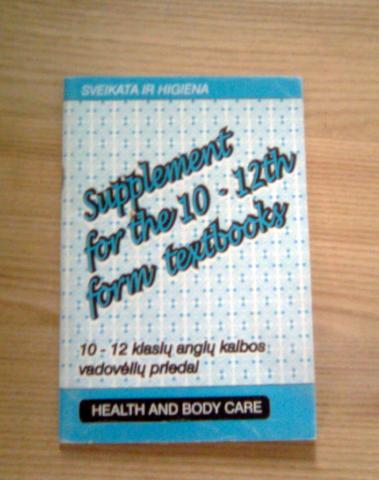 SVEIKATA IR HIGIENA
Supplement
for the 10 - 12th
form textbooks
10 - 12 klasių anglų kalbos
vadovėlių priedai
HEALTH AND BODY CARE